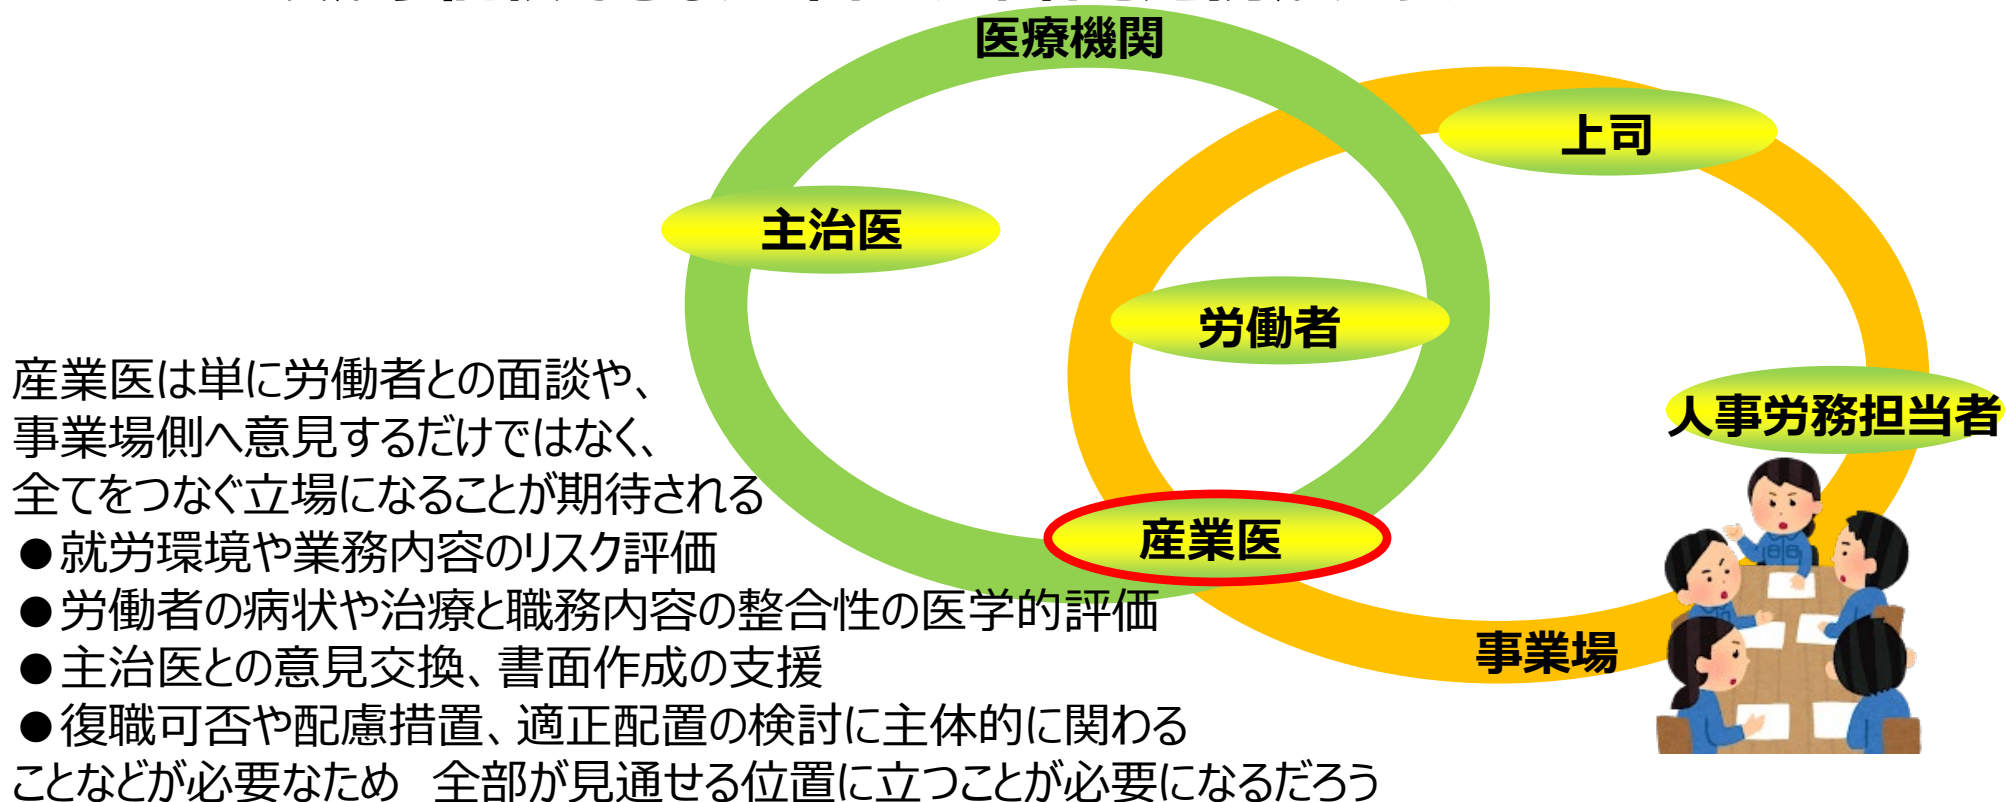 医療機関
上司
主治医
労働者
人事労務担当者
産業医
事業場
産業医は単に労働者との面談や、
事業場側へ意見するだけではなく、
全てをつなぐ立場になることが期待される
●就労環境や業務内容のリスク評価
●労働者の病状や治療と職務内容の整合性の医学的評価
●主治医との意見交換、書面作成の支援
●復職可否や配慮措置、適正配置の検討に主体的に関わる
ことなどが必要なため　全部が見通せる位置に立つことが必要になるだろう